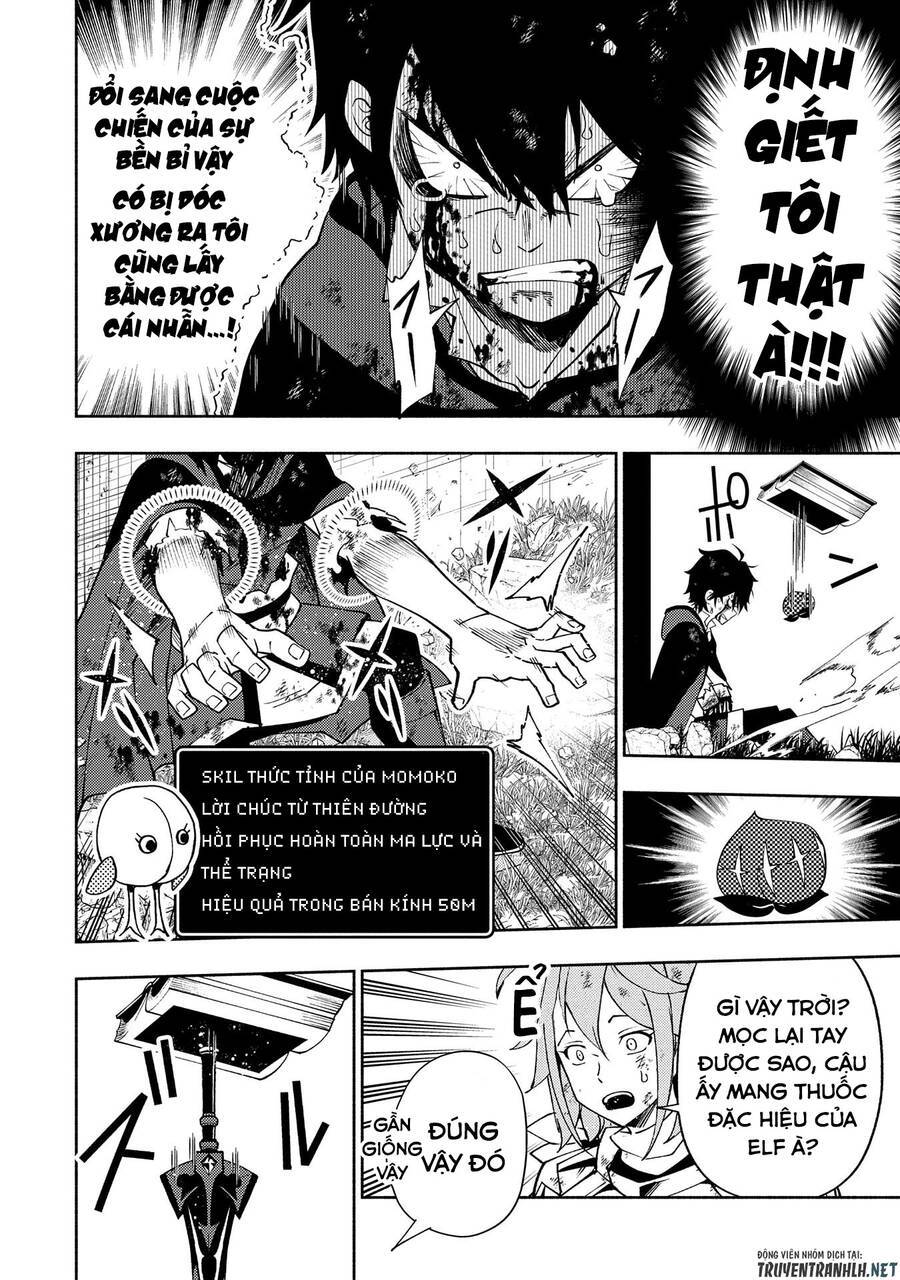 ĐỊNH
GIẾT
TÔI
THẬT
À!!!
ĐỔI SANG CUỘC
CHIẾN CỦA SỰ
BỀN BỈ VẬY
CÓ BỊ DÓC
XƯƠNG RA TÔI
CŨNG LẤY
BẰNG ĐƯỢC
CÁI NHẪN...!
SKIL THỨC TỈNH CỦA MOMOKO
LỜI CHÚC TỪ THIÊN ĐƯỜNG
HỒI PHỤC HOÀN TOÀN MA LỰC VÀ
THỂ TRẠNG
HIỆU QUẢ TRONG BÁN KÍNH 50M
GÌ VẬY TRỜI?
MỌC LẠI TAY
ĐƯỢC SAO, CẬU
ẤY MANG THUỐC
ĐẶC HIỆU CỦA
ELF À?
Ê?
ĐÚNG
VẬY ĐÓ
GẦN
GIỐNG
VẬY
ĐỘNG VIÊN NHÓM DỊCH TẠI:
TRUYENTRANHLH.NET